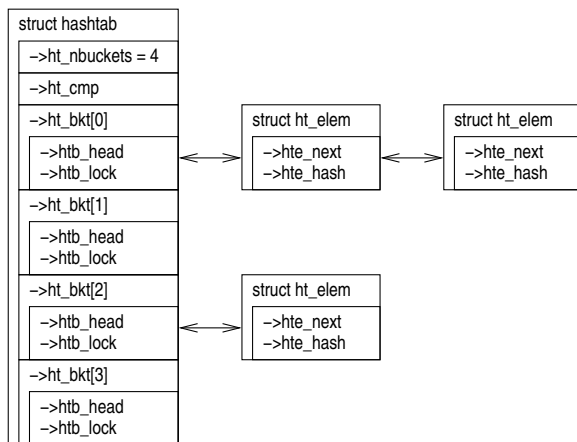 struct hashtab
–>ht_nbuckets = 4
–>ht_cmp
–>ht_bkt[0]
–>htb_head
–>htb_lock
struct ht_elem
–>hte_next
–>hte_hash
struct ht_elem
–>hte_next
–>hte_hash
–>ht_bkt[1]
–>htb_head
–>htb_lock
–>ht_bkt[2]
–>htb_head
–>htb_lock
struct ht_elem
–>hte_next
–>hte_hash
–>ht_bkt[3]
–>htb_head
–>htb_lock